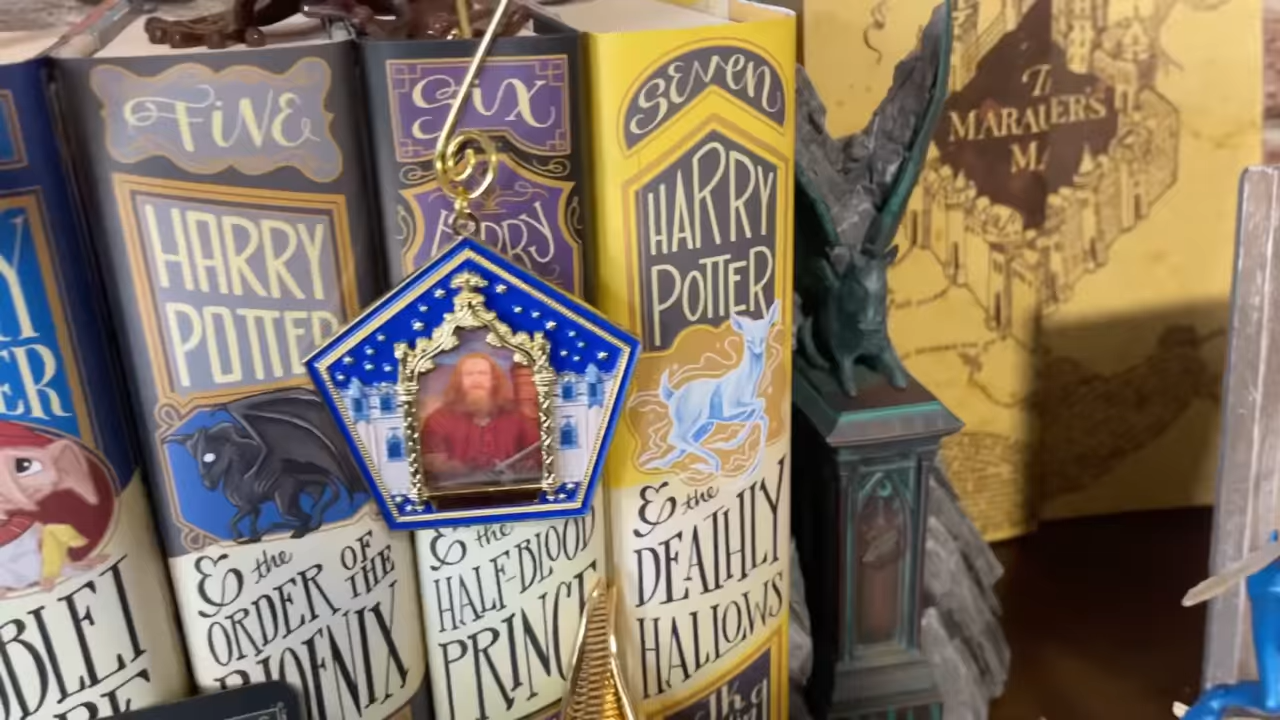 FIVE
HARRY
POTTER
& the
ORDER OF
THE
PHOENIX
SIX
HARRY
& the
HALF-BLOOD
PRINCE
SEVEN
HARRY
POTTER
& the
DEATHLY
HALLOWS
MARAUER'S